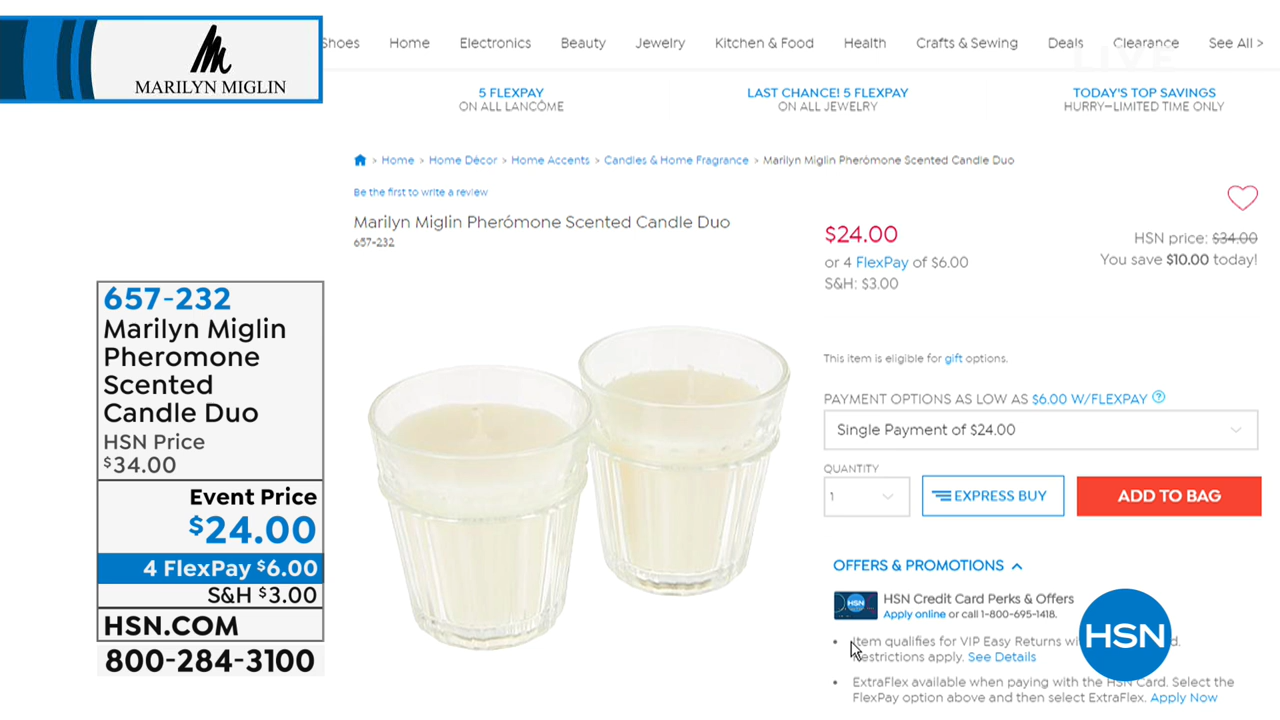 MARILYN MIGLIN
Shoes Home Electronics Beauty Jewelry Kitchen & Food Health Crafts & Sewing Deals Clearance See All >
LIVE
5 FLEXPAY
ON ALL LANCÔME
LAST CHANCE! 5 FLEXPAY
ON ALL JEWELRY
TODAY'S TOP SAVINGS
HURRY–LIMITED TIME ONLY
> Home > Home Décor > Home Accents > Candles & Home Fragrance > Marilyn Miglin Pherómone Scented Candle Duo
Be the first to write a review
Marilyn Miglin Pherómone Scented Candle Duo
657-232
$24.00
or 4 FlexPay of $6.00
S&H: $3.00
HSN price: $34.00
You save $10.00 today!
This item is eligible for gift options.
PAYMENT OPTIONS AS LOW AS $6.00 W/FLEXPAY ?
Single Payment of $24.00
QUANTITY
1
EXPRESS BUY
ADD TO BAG
OFFERS & PROMOTIONS
HSN
HSN Credit Card Perks & Offers
Apply online or call 1-800-695-1418.
• Item qualifies for VIP Easy Returns
Restrictions apply. See Details
• ExtraFlex available when paying with the HSN Card. Select the
FlexPay option above and then select ExtraFlex. Apply Now
HSN
657-232
Marilyn Miglin
Pheromone
Scented
Candle Duo
HSN Price
$34.00
Event Price
$24.00
4 FlexPay $6.00
S&H $3.00
HSN.COM
800-284-3100